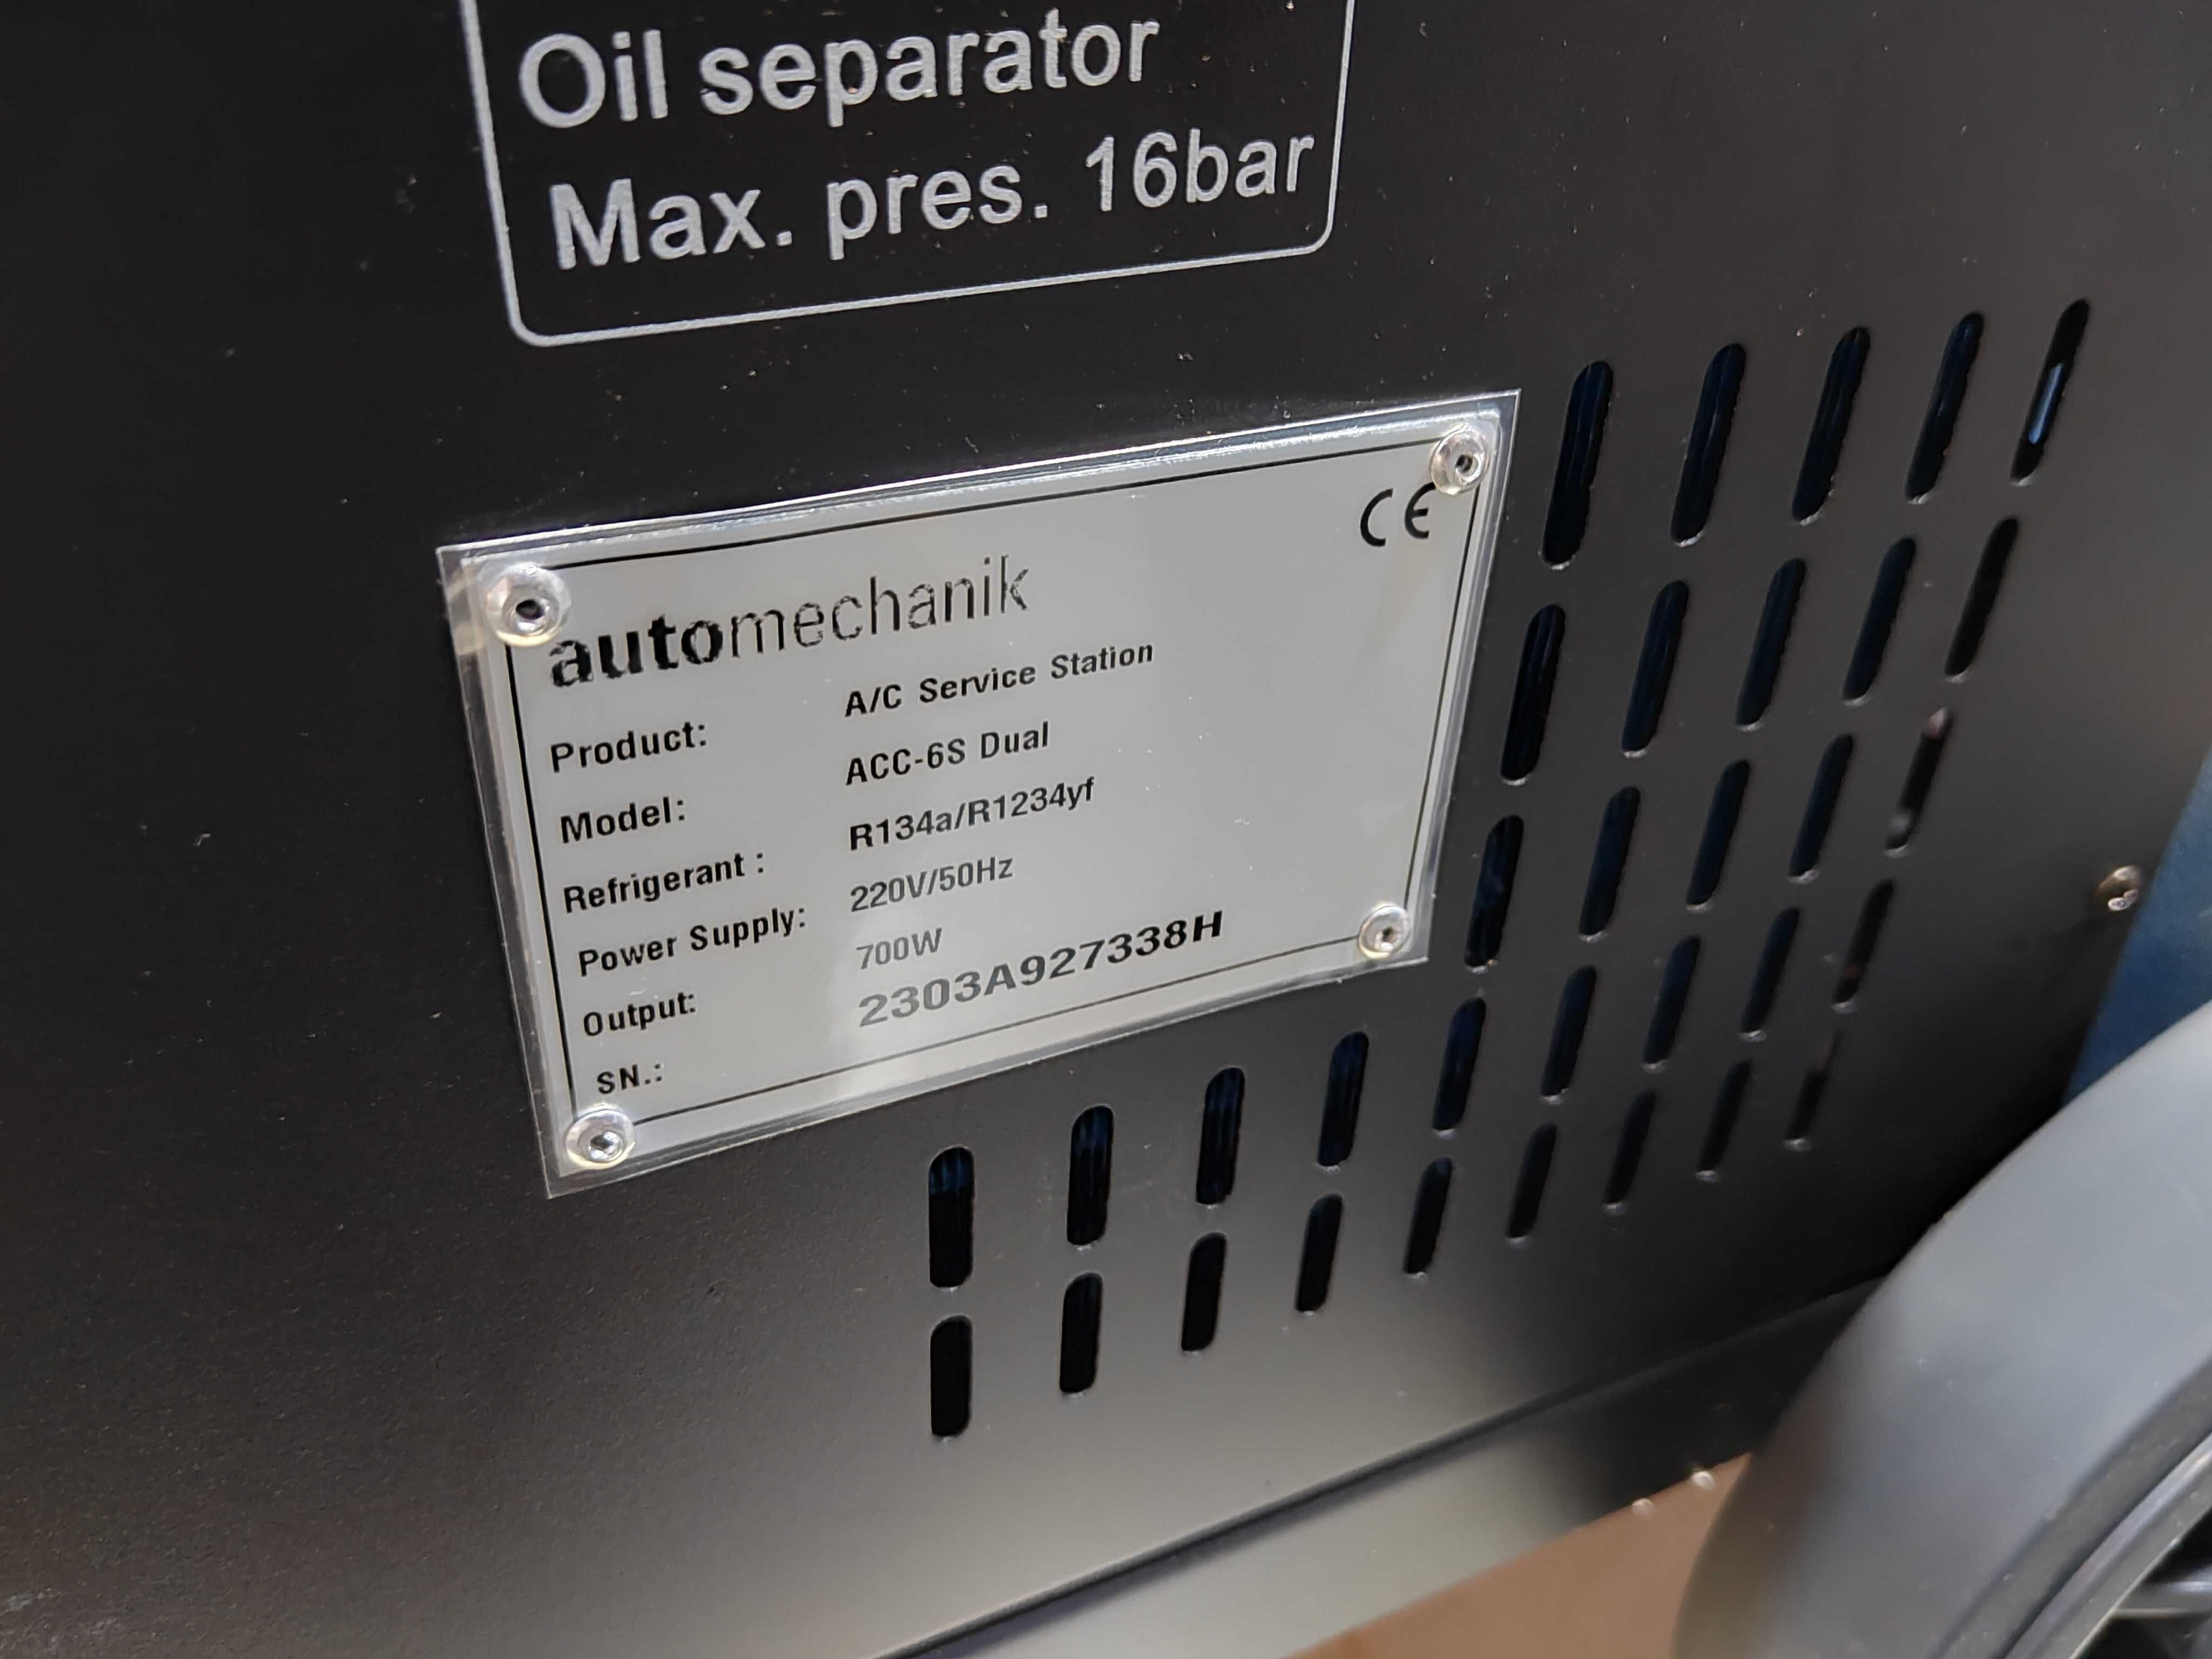 Oil separator
Max. pres. 16bar
CE
automechanik
Product: A/C Service Station
Model: ACC-6S Dual
Refrigerant : R134a/R1234yf
Power Supply: 220V/50Hz
Output: 700W
SN.: 2303A927338H